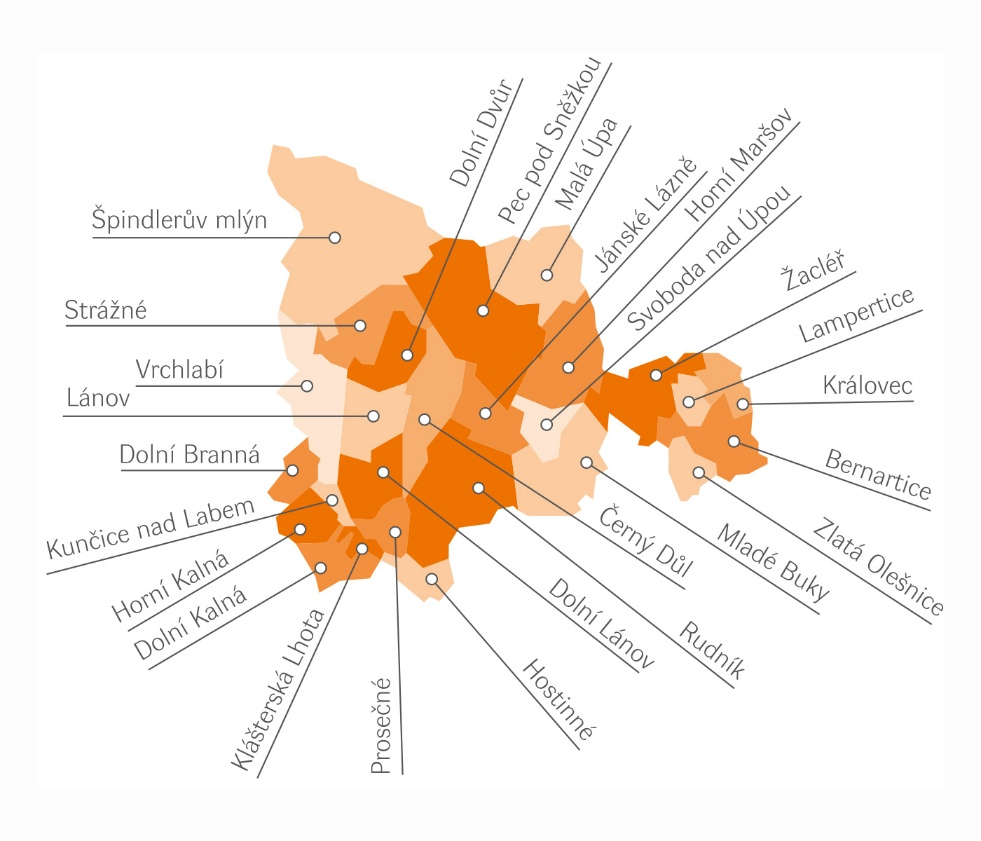 Dolní Dvůr
Pec pod Sněžkou
Malá Úpa
Jánské Lázně
Horní Maršov
Svoboda nad Úpou
Žacléř
Lampertice
Královec
Bernartice
Zlatá Olešnice
Mladé Buky
Černý Důl
Rudník
Dolní Lánov
Hostinné
Prosečné
Klášterská Lhota
Dolní Kalná
Horní Kalná
Kunčice nad Labem
Dolní Branná
Lánov
Vrchlabí
Strážné
Špindlerův mlýn